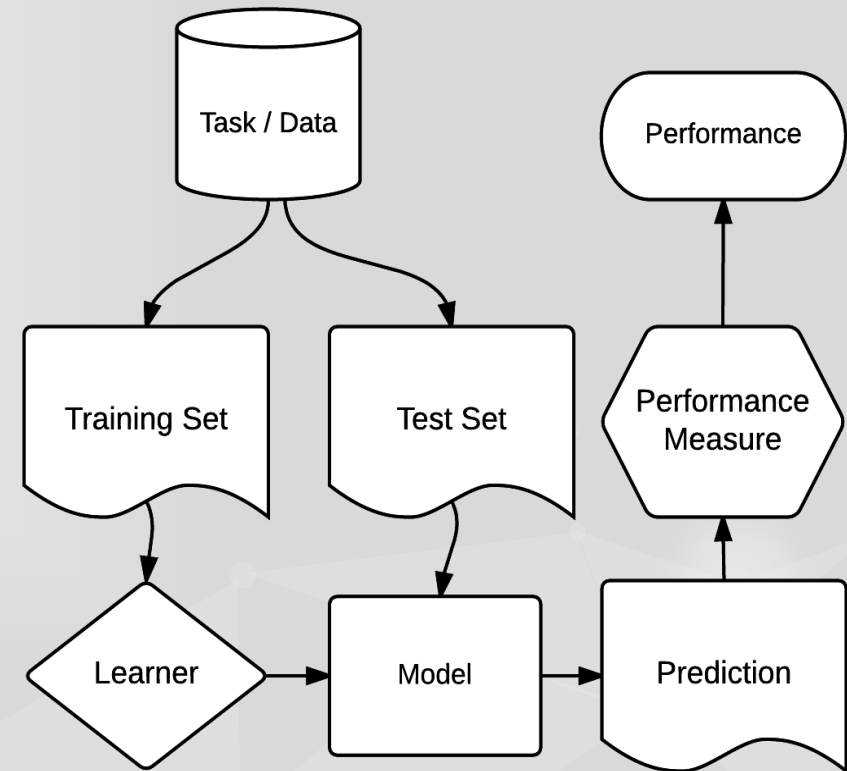 Task / Data
Performance
Training Set
Test Set
Performance
Measure
Learner
Model
Prediction